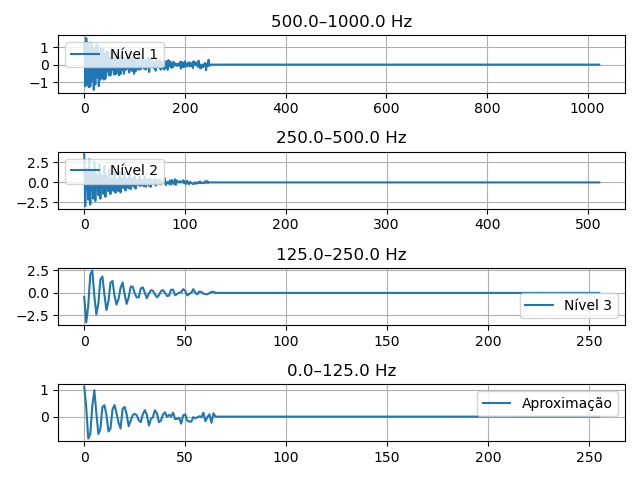 500.0–1000.0 Hz
1
0
−1
Nível 1
0 200 400 600 800 1000
250.0–500.0 Hz
2.5
0.0
−2.5
Nível 2
0 100 200 300 400 500
125.0–250.0 Hz
2.5
0.0
−2.5
Nível 3
0 50 100 150 200 250
0.0–125.0 Hz
1
0
Aproximação
0 50 100 150 200 250